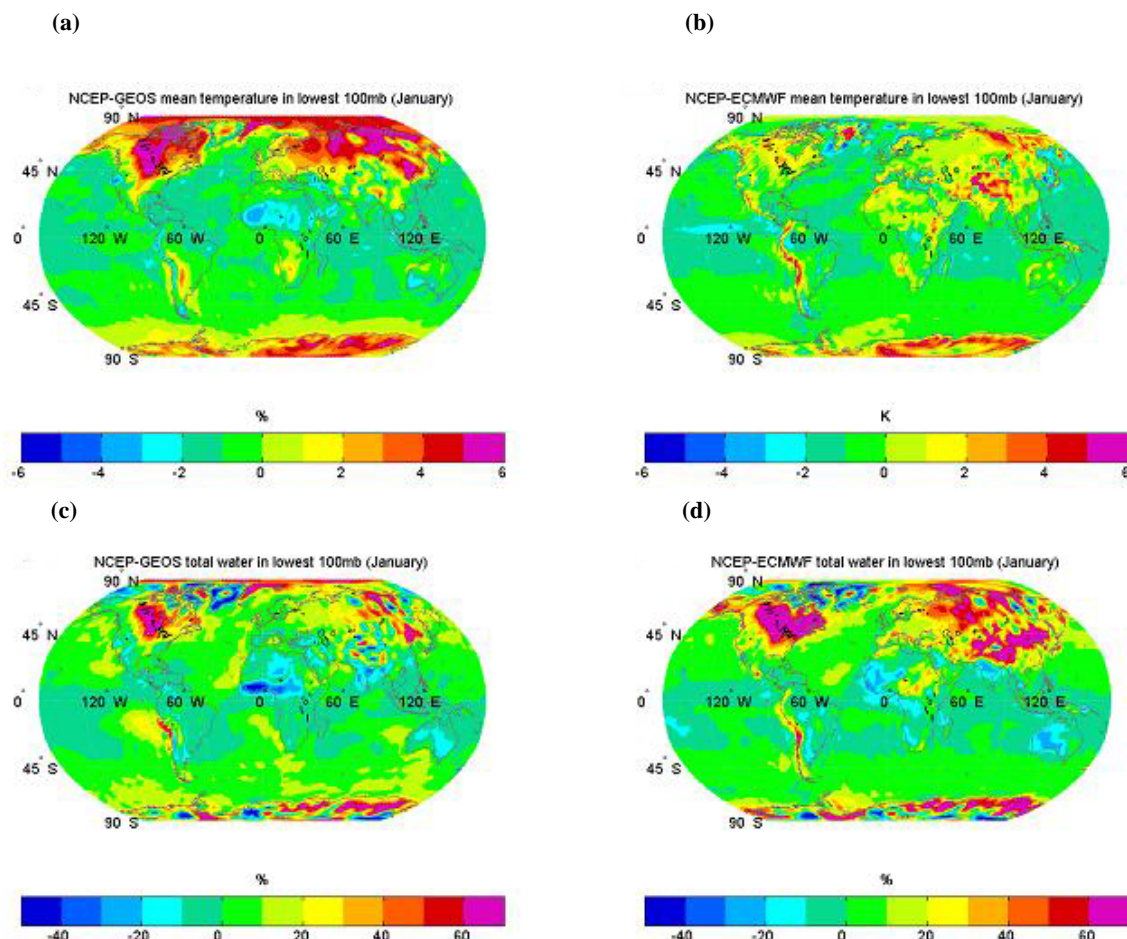 (a)
(b)
NCEP-GEOS mean temperature in lowest 100mb (January)
NCEP-ECMWF mean temperature in lowest 100mb (January)
90° N
90° N
45° N
45° N
0° 120° W 60° W 0° 60° E 120° E
0° 120° W 60° W 0° 60° E 120° E
45° S
45° S
90° S
90° S
%
K
-6 -4 -2 0 2 4 6
-6 -4 -2 0 2 4 6
(c)
(d)
NCEP-GEOS total water in lowest 100mb (January)
NCEP-ECMWF total water in lowest 100mb (January)
90° N
90° N
45° N
45° N
0° 120° W 60° W 0° 60° E 120° E
0° 120° W 60° W 0° 60° E 120° E
45° S
45° S
90° S
90° S
%
%
-40 -20 0 20 40 60
-40 -20 0 20 40 60